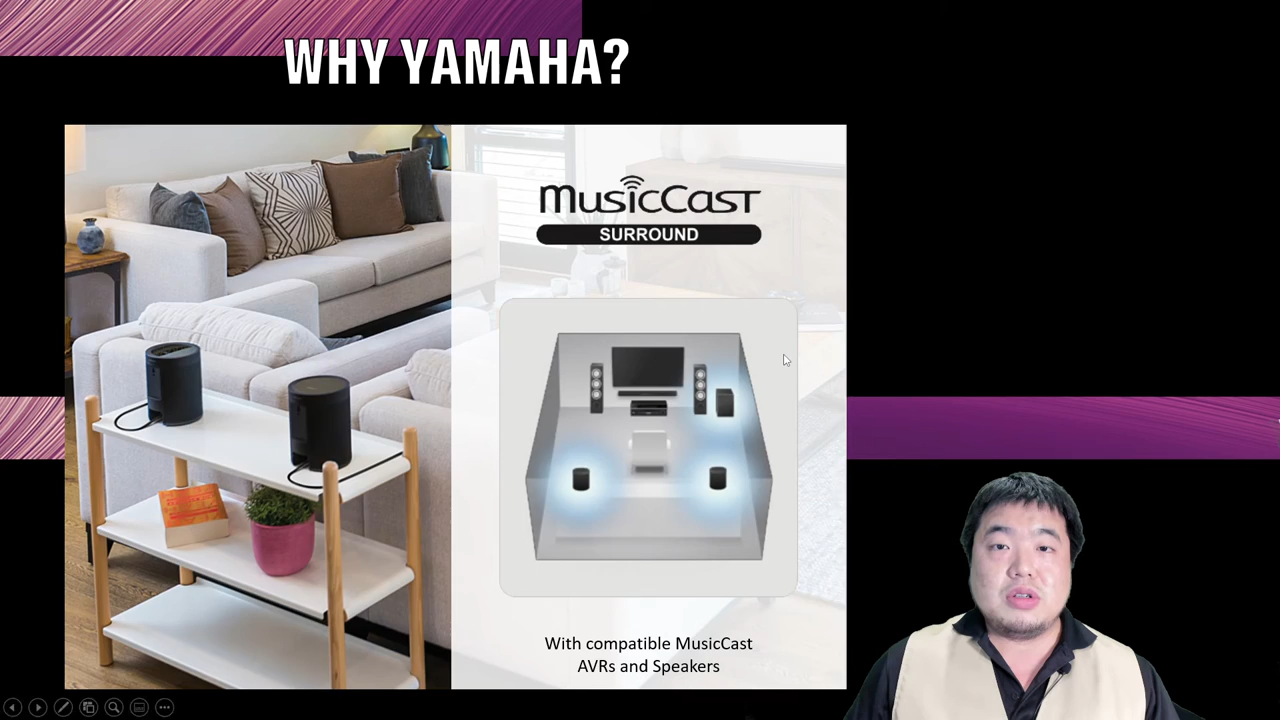 WHY YAMAHA?
MusicCast
SURROUND
With compatible MusicCast
AVRs and Speakers